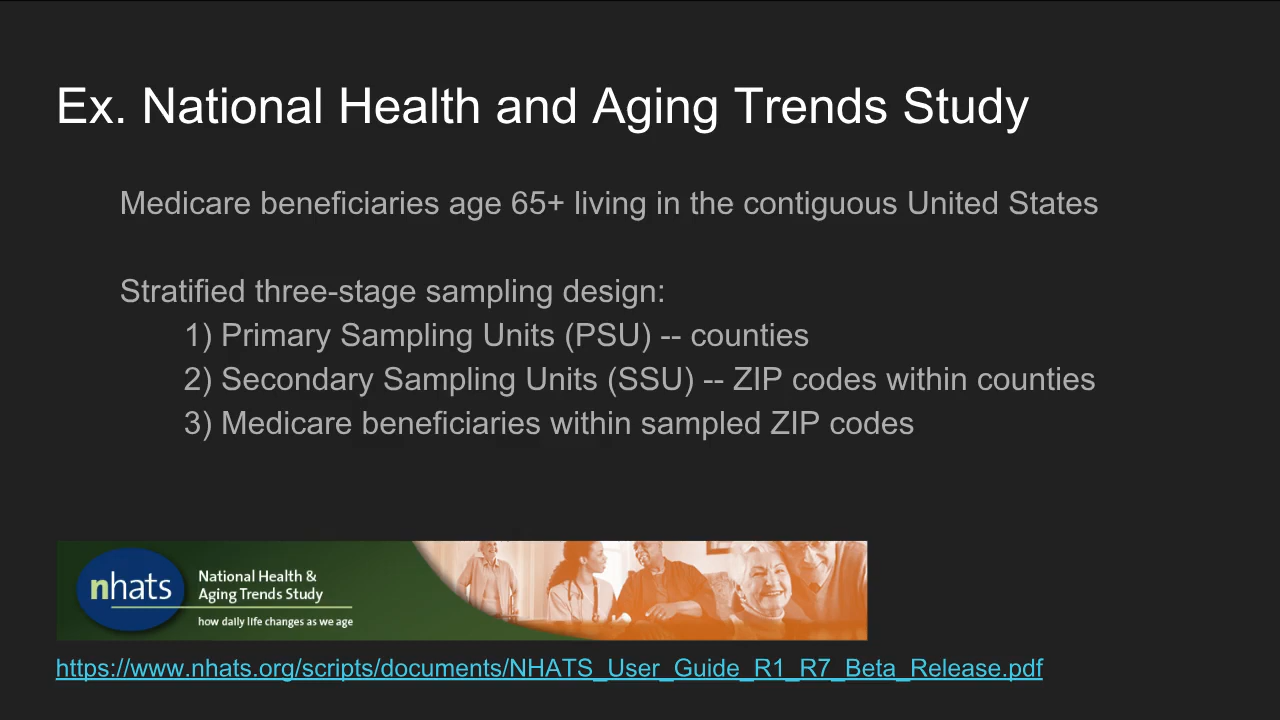 Ex. National Health and Aging Trends Study
Medicare beneficiaries age 65+ living in the contiguous United States
Stratified three-stage sampling design:
1) Primary Sampling Units (PSU) -- counties
2) Secondary Sampling Units (SSU) -- ZIP codes within counties
3) Medicare beneficiaries within sampled ZIP codes
nhats
National Health &
Aging Trends Study
how daily life changes as we age
https://www.nhats.org/scripts/documents/NHATS_User_Guide_R1_R7_Beta_Release.pdf